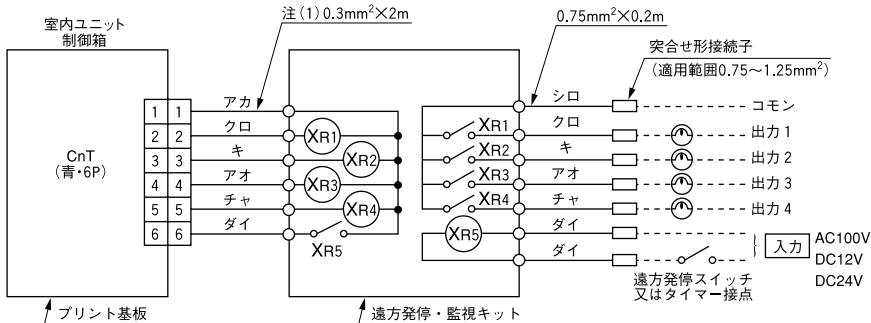 注(1) 0.3mm²×2m
0.75mm²×0.2m
室内ユニット
制御箱
突合せ形接続子
(適用範囲0.75～1.25mm²)
CnT
(青・6P)
1 1 アカ
2 2 クロ
3 3 キ
4 4 アオ
5 5 チャ
6 6 ダイ
XR1
XR2
XR3
XR4
XR5
XR1
XR2
XR3
XR4
XR5
シロ コモン
クロ 出力 1
キ 出力 2
アオ 出力 3
チャ 出力 4
ダイ
ダイ
入力
AC100V
DC12V
DC24V
遠方発停スイッチ
又はタイマー接点
プリント基板
遠方発停・監視キット